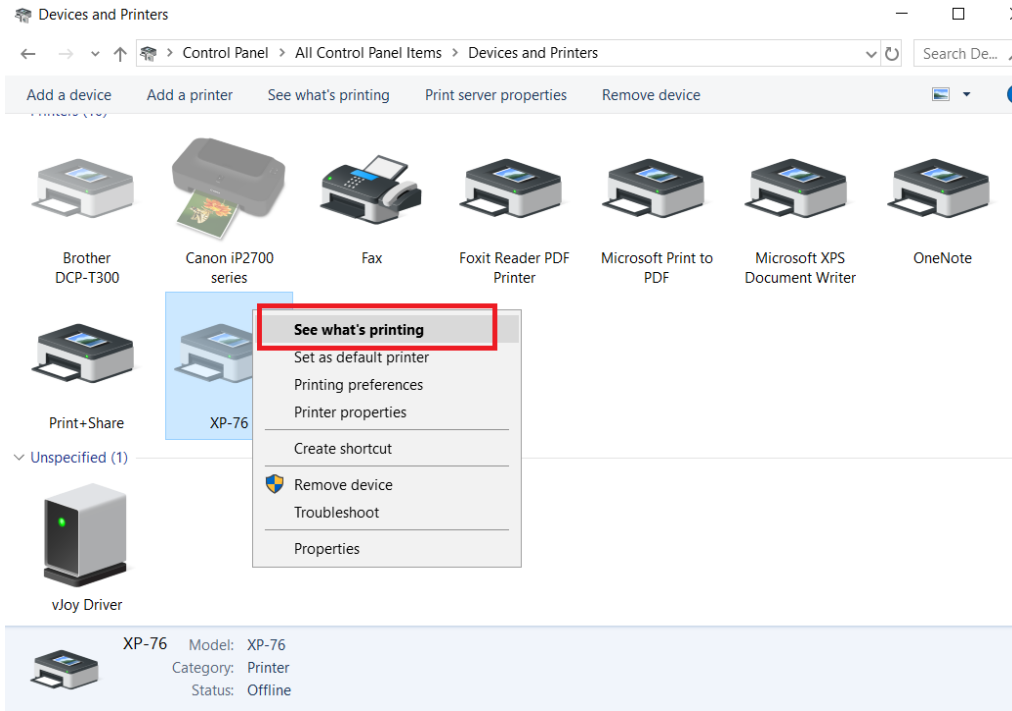 Devices and Printers
Control Panel > All Control Panel Items > Devices and Printers
Search De...
Add a device Add a printer See what's printing Print server properties Remove device
Printers (10)
Brother
DCP-T300
Canon iP2700
series
Fax
Foxit Reader PDF
Printer
Microsoft Print to
PDF
Microsoft XPS
Document Writer
OneNote
Print+Share
XP-76
See what's printing
Set as default printer
Printing preferences
Printer properties
Create shortcut
Remove device
Troubleshoot
Properties
Unspecified (1)
vJoy Driver
XP-76 Model: XP-76
Category: Printer
Status: Offline